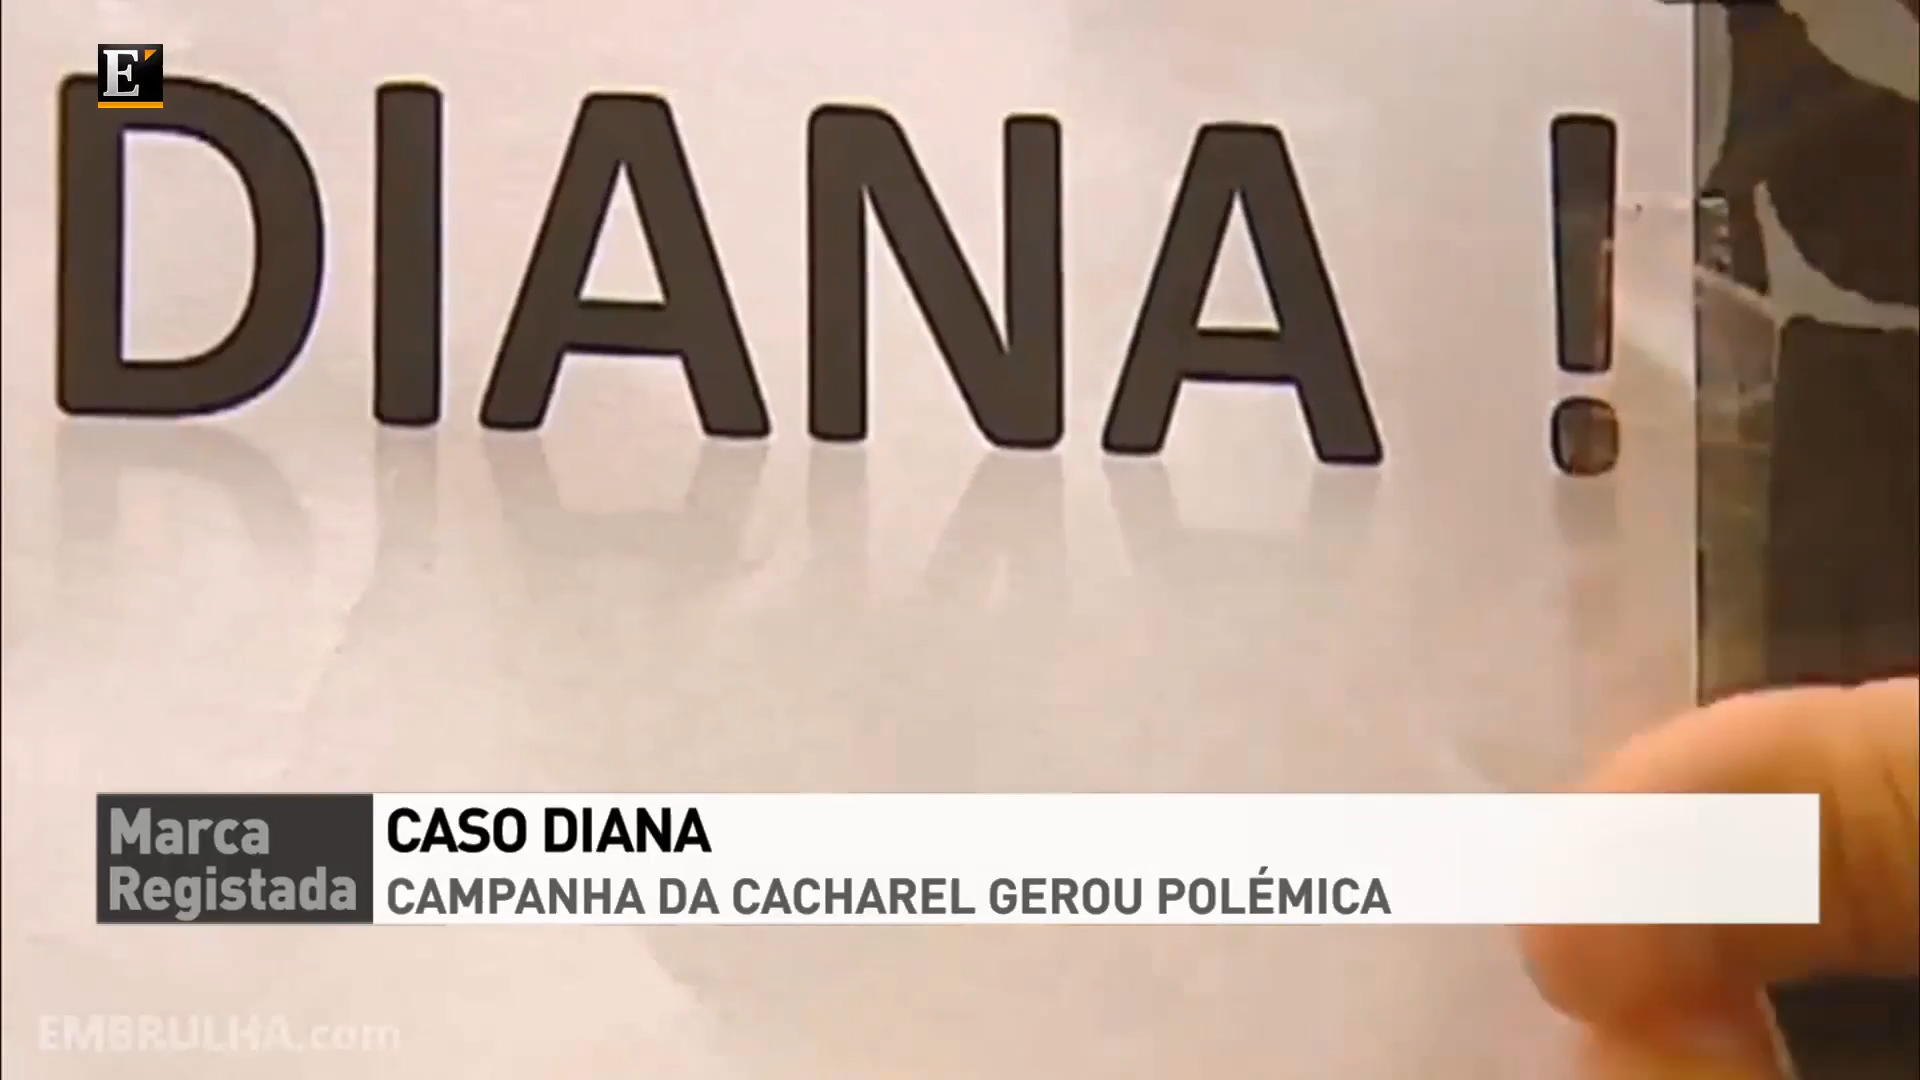 E
DIANA !
Marca
Registada
CASO DIANA
CAMPANHA DA CACHAREL GEROU POLÉMICA
EMBRULHA.com